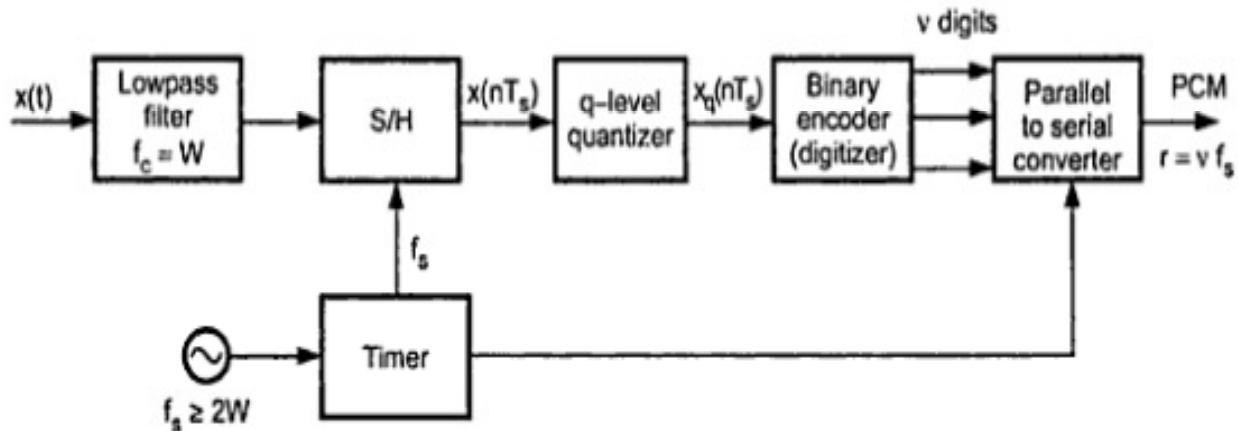 v digits
x(t)
Lowpass
filter
f_c = W
S/H
x(nT_s)
q-level
quantizer
x_q(nT_s)
Binary
encoder
(digitizer)
Parallel
to serial
converter
PCM
r = v f_s
f_s
Timer
f_s ≥ 2W